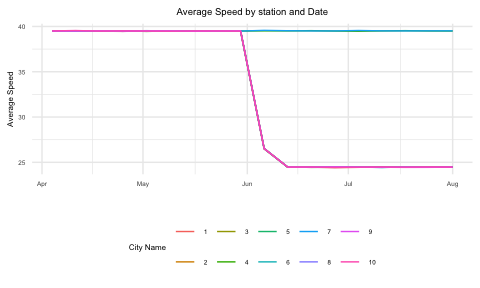 Average Speed by station and Date
Average Speed
40
35
30
25
Apr May Jun Jul Aug
City Name
1 3 5 7 9
2 4 6 8 10